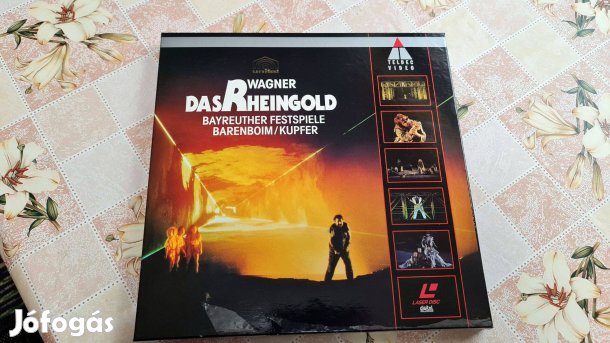 WAGNER
DAS RHEINGOLD
BAYREUTHER FESTSPIELE
BARENBOIM/KUPFER
TELDEC
VIDEO
LASER DISC
Jófogás